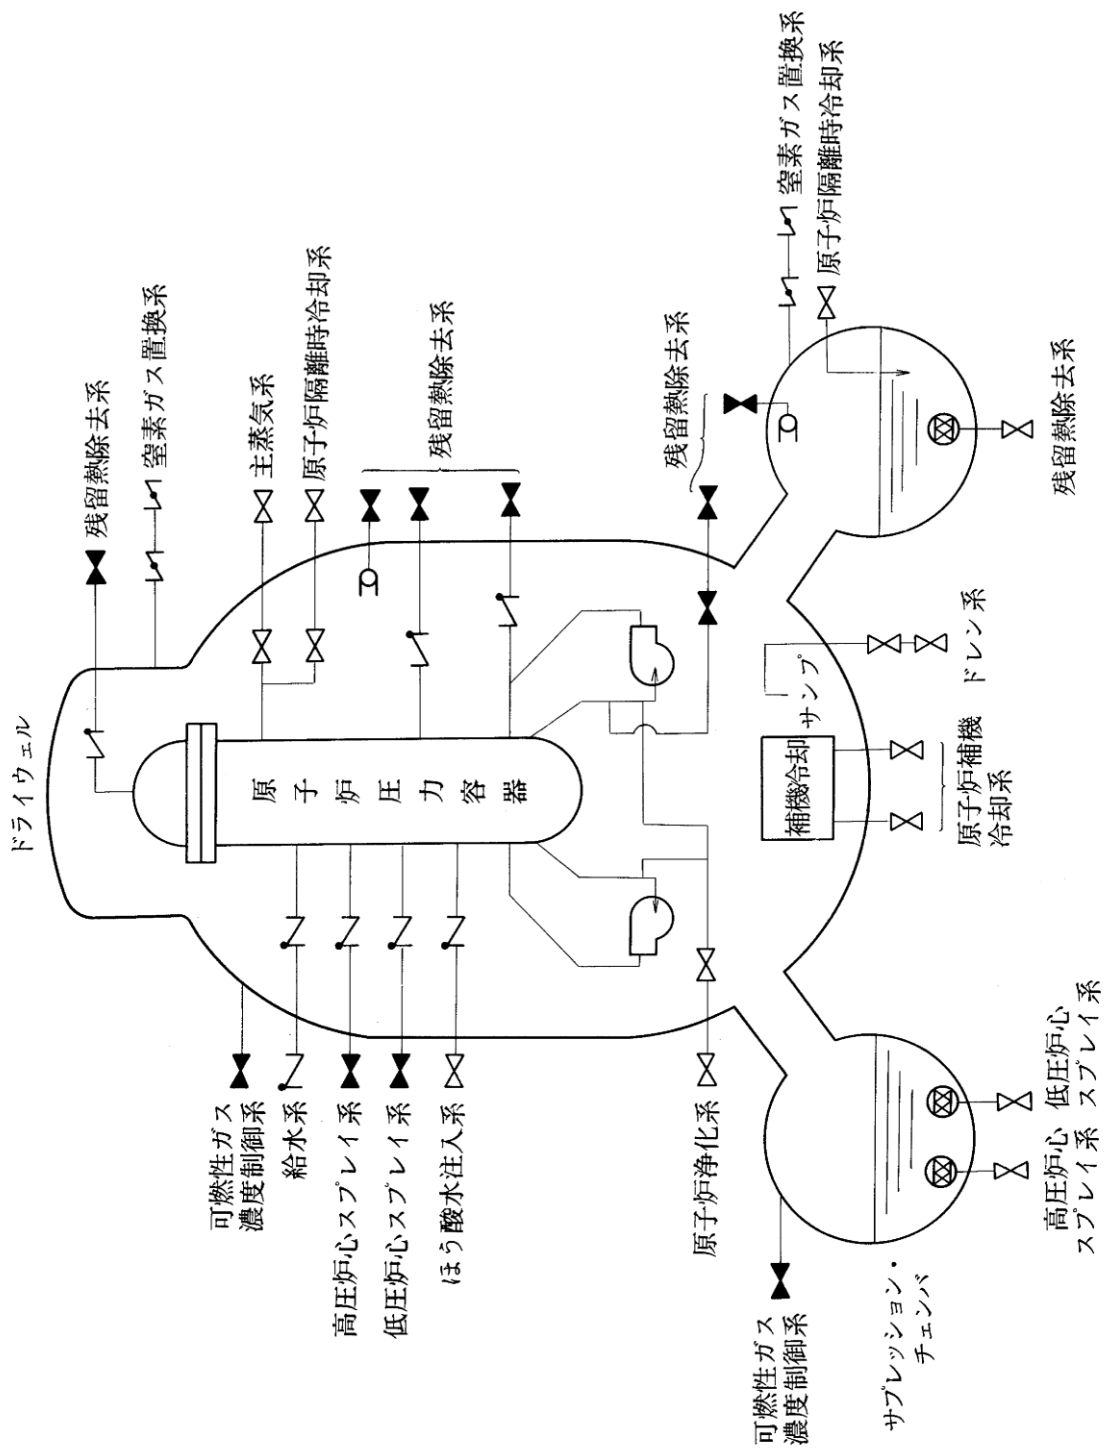 ドライウェル
残留熱除去系
窒素ガス置換系
主蒸気系
原子炉隔離時冷却系
残留熱除去系
残留熱除去系
窒素ガス置換系
原子炉隔離時冷却系
残留熱除去系
原子炉圧力容器
可燃性ガス
濃度制御系
給水系
高圧炉心スプレイ系
低圧炉心スプレイ系
ほう酸水注入系
原子炉浄化系
補機冷却
サンプ
ドレン系
原子炉補機
冷却系
可燃性ガス
濃度制御系
サプレッション・
チェンバ
高圧炉心
スプレイ系
低圧炉心
スプレイ系